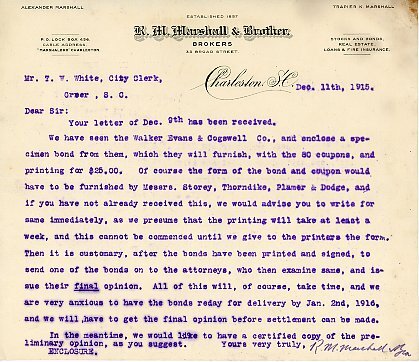 ALEXANDER MARSHALL
TRAPIER K. MARSHALL
ESTABLISHED 1837
R. M. Marshall & Brother,
BROKERS
33 BROAD STREET
P.O. LOCK BOX 434.
CABLE ADDRESS,
"MARSHALBRO" CHARLESTON.
STOCKS AND BONDS,
REAL ESTATE,
LOANS & FIRE INSURANCE.
Charleston, S.C. Dec. 11th, 1915.
Mr. T. W. White, City Clerk,
Greer, S. C.
Dear Sir:
Your letter of Dec. 9th has been received.
We have seen the Walker Evans & Cogswell Co., and enclose a spe-
cimen bond from them, which they will furnish, with the 80 coupons, and
printing for $25.00. Of course the form of the bond and coupon would
have to be furnished by Messrs. Storey, Thorndike, Plamer & Dodge, and
if you have not already received this, we would advise you to write for
same immediately, as we presume that the printing will take at least a
week, and this cannot be commenced until we give to the printers the form.
Then it is customary, after the bonds have been printed and signed, to
send one of the bonds on to the attorneys, who then examine same, and is-
sue their final opinion. All of this will, of course, take time, and we
are very anxious to have the bonds reday for delivery by Jan. 2nd, 1916,
and we will have to get the final opinion before settlement can be made.
In the meantime, we would like to have a certified copy of the pre-
liminary opinion, as you suggest. Yours very truly,
R. M. Marshall & Bro
ENCLOSURE.